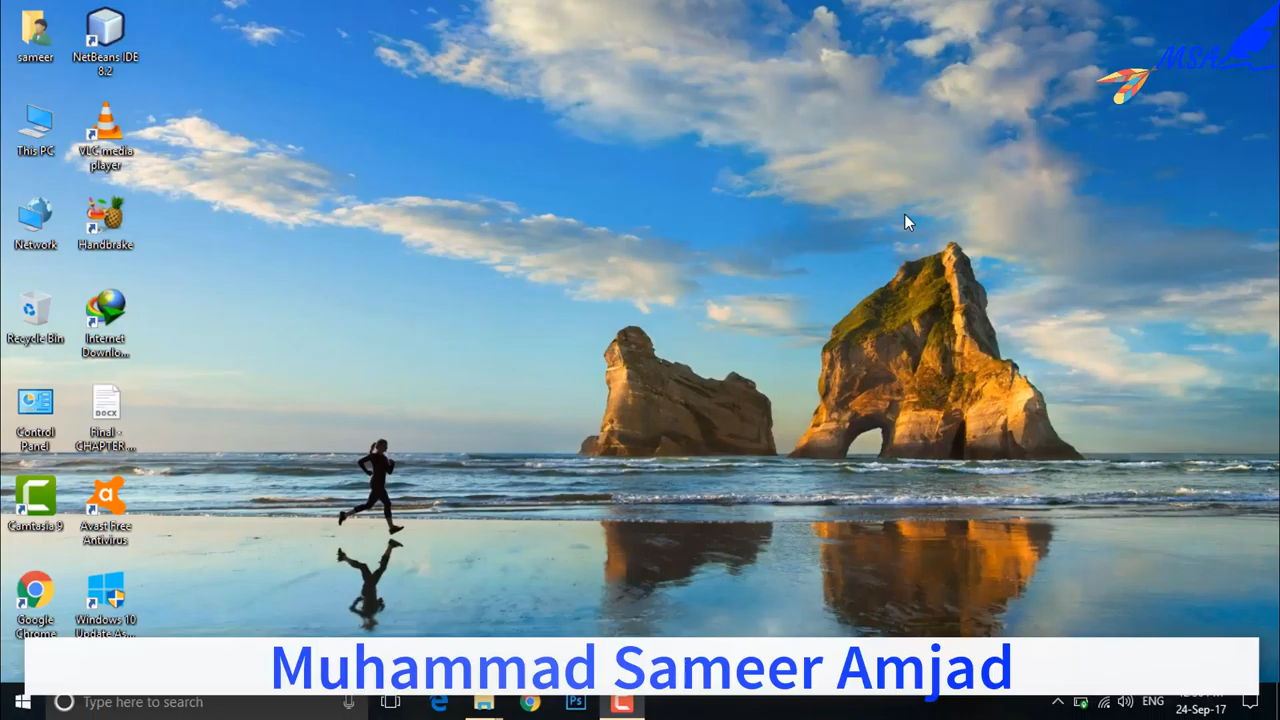 sameer
NetBeans IDE
8.2
This PC
VLC media
player
Network
Handbrake
Recycle Bin
Internet
Downlo...
Control
Panel
Final -
CHAPTER ...
DOCX
Camtasia 9
Avast Free
Antivirus
Google
Chrome
Windows 10
Update As...
MSA
Muhammad Sameer Amjad
Type here to search
Ps
ENG
24-Sep-17